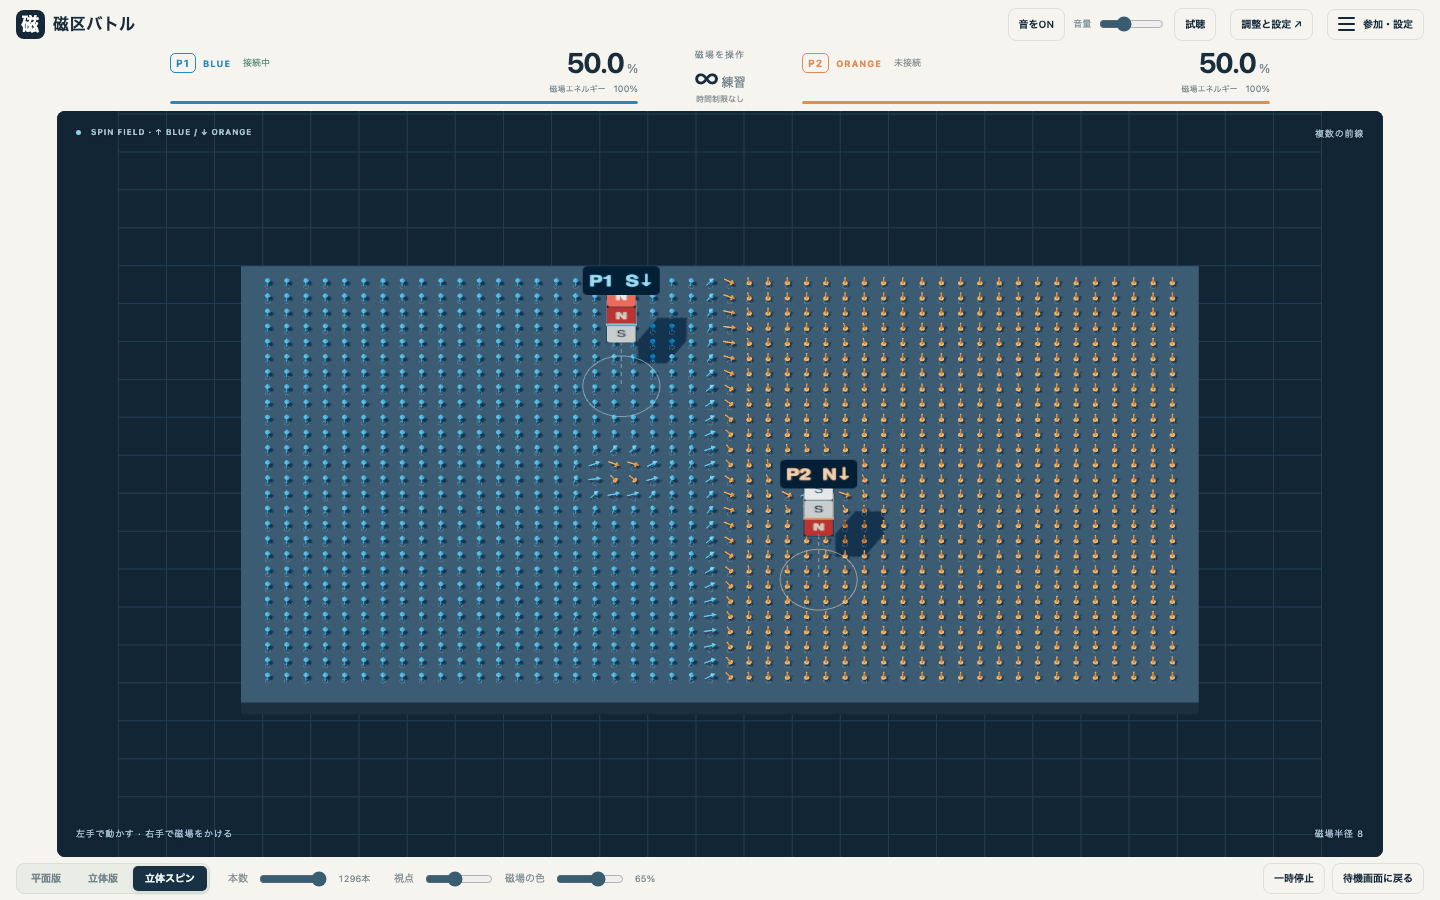 磁 磁区バトル
音をON 音量 試聴 調整と設定 ↗ 参加・設定
P1 BLUE 接続中 50.0 %
磁場エネルギー 100%
磁場を操作
∞ 練習
時間制限なし
P2 ORANGE 未接続 50.0 %
磁場エネルギー 100%
SPIN FIELD · ↑ BLUE / ↓ ORANGE
複数の前線
P1 S↓
N
N
S
P2 N↓
S
S
N
左手で動かす · 右手で磁場をかける
磁場半径 8
平面版 立体版 立体スピン 本数 1296本 視点 磁場の色 65% 一時停止 待機画面に戻る